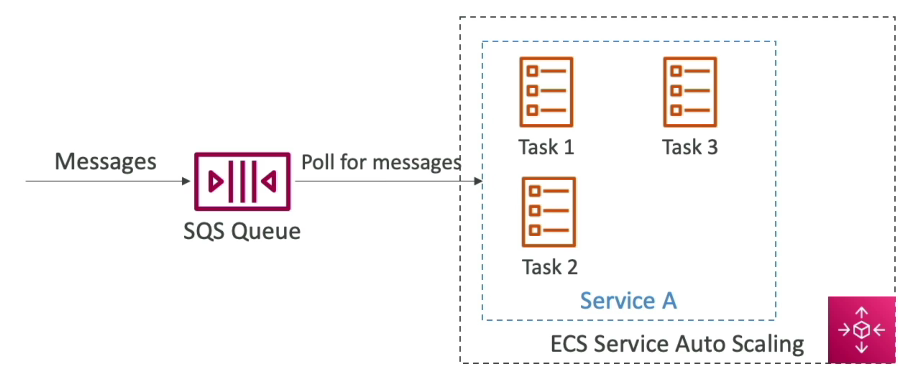 Messages
SQS Queue
Poll for messages
Task 1
Task 3
Task 2
Service A
ECS Service Auto Scaling